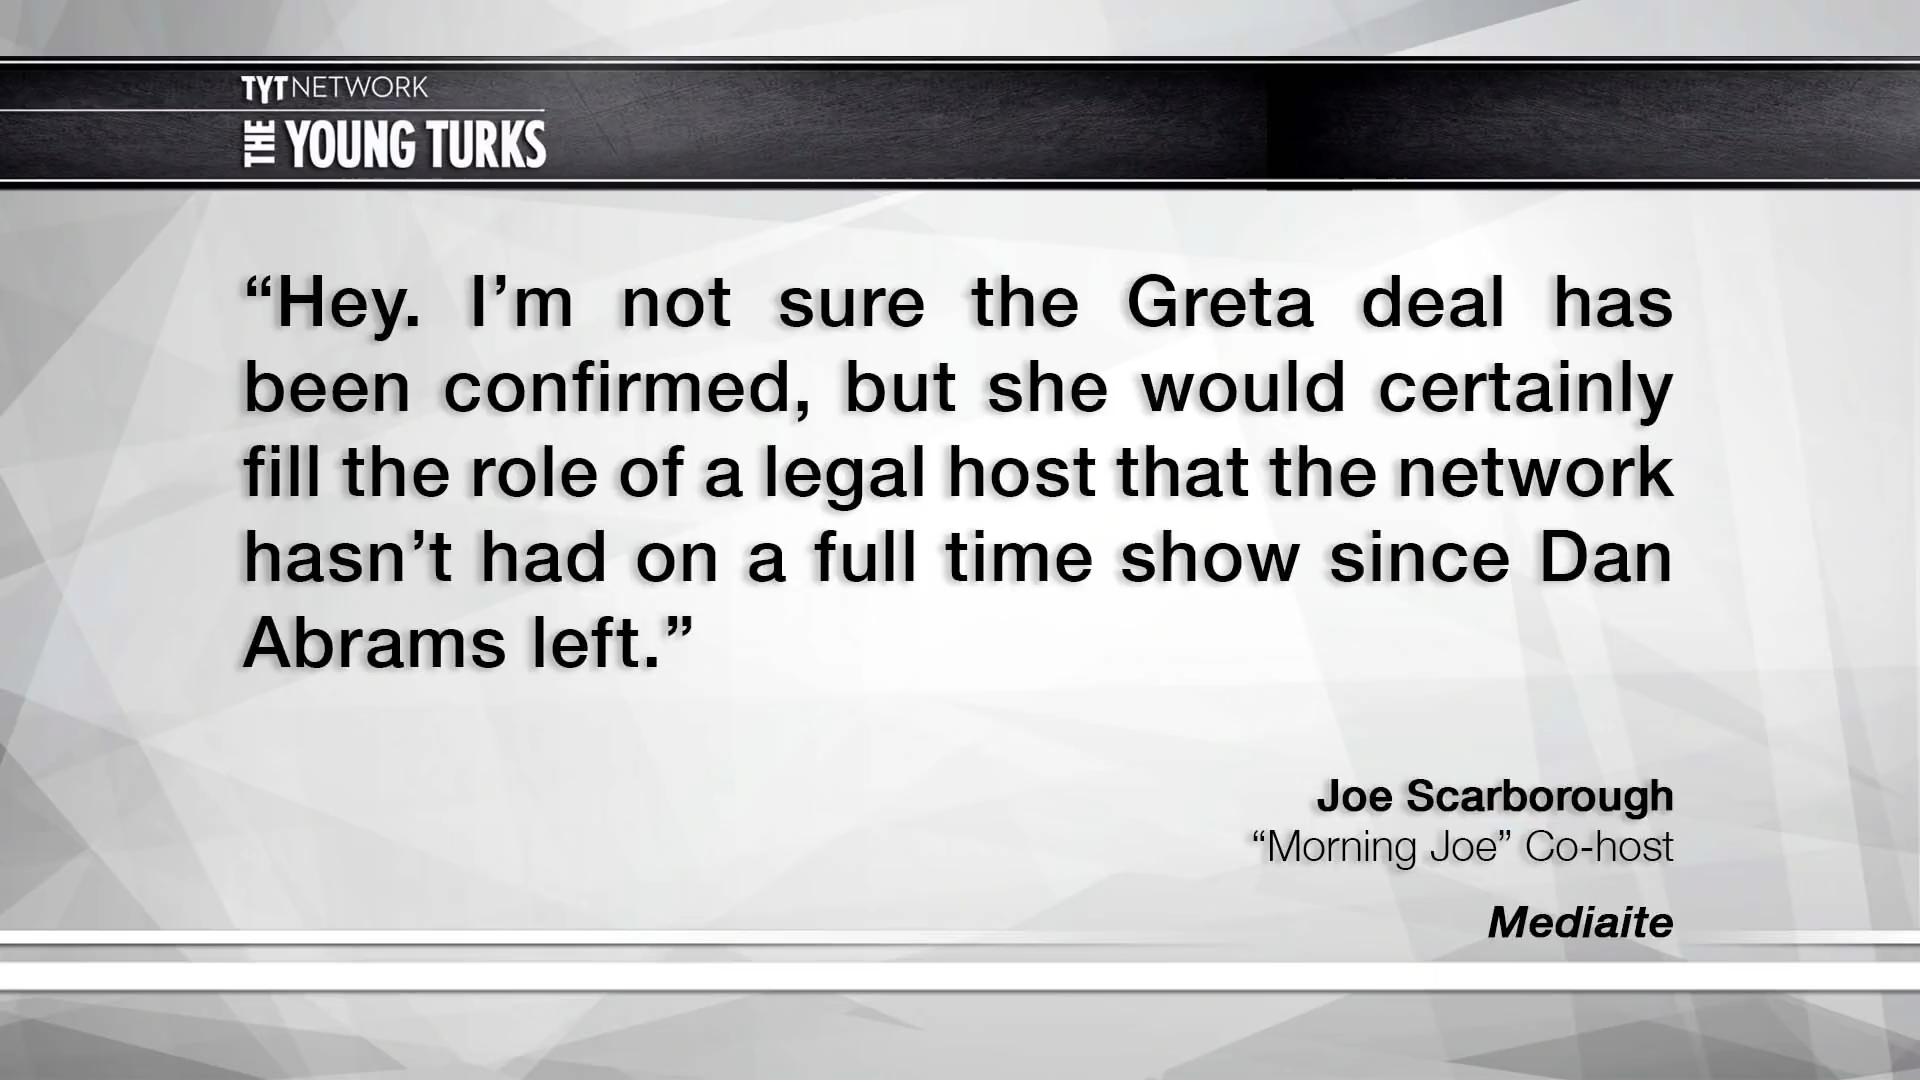 TYT NETWORK
THE YOUNG TURKS
“Hey. I’m not sure the Greta deal has
been confirmed, but she would certainly
fill the role of a legal host that the network
hasn’t had on a full time show since Dan
Abrams left.”
Joe Scarborough
“Morning Joe” Co-host
Mediaite